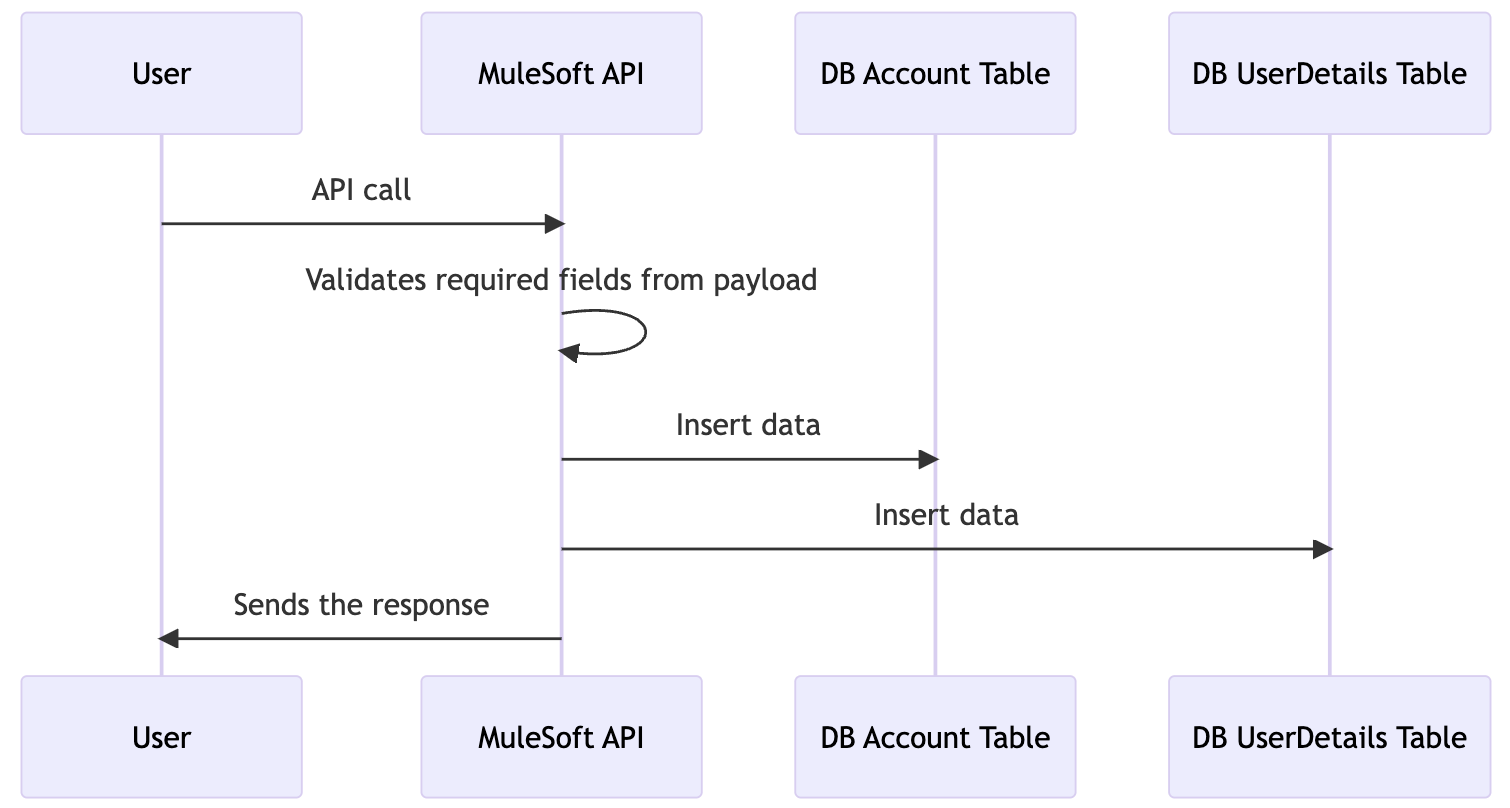 User
MuleSoft API
DB Account Table
DB UserDetails Table
API call
Validates required fields from payload
Insert data
Insert data
Sends the response
User
MuleSoft API
DB Account Table
DB UserDetails Table